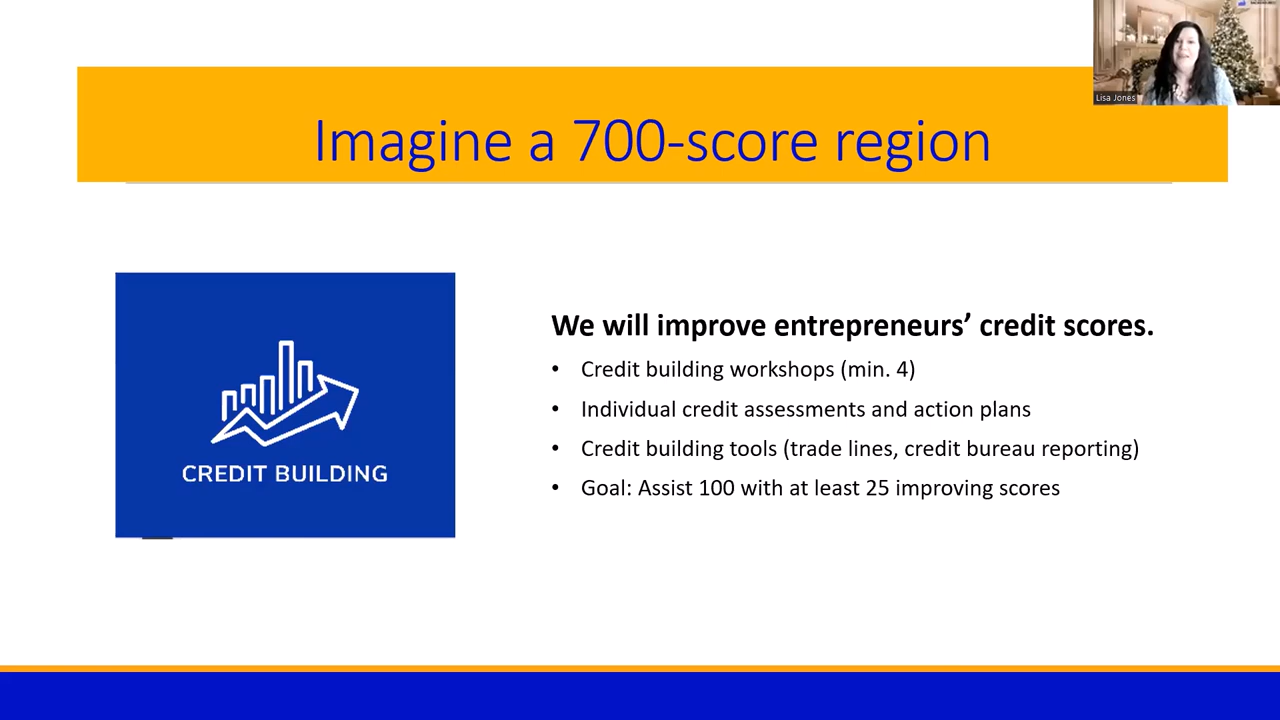 Lisa Jones
Imagine a 700-score region
CREDIT BUILDING
We will improve entrepreneurs’ credit scores.
• Credit building workshops (min. 4)
• Individual credit assessments and action plans
• Credit building tools (trade lines, credit bureau reporting)
• Goal: Assist 100 with at least 25 improving scores